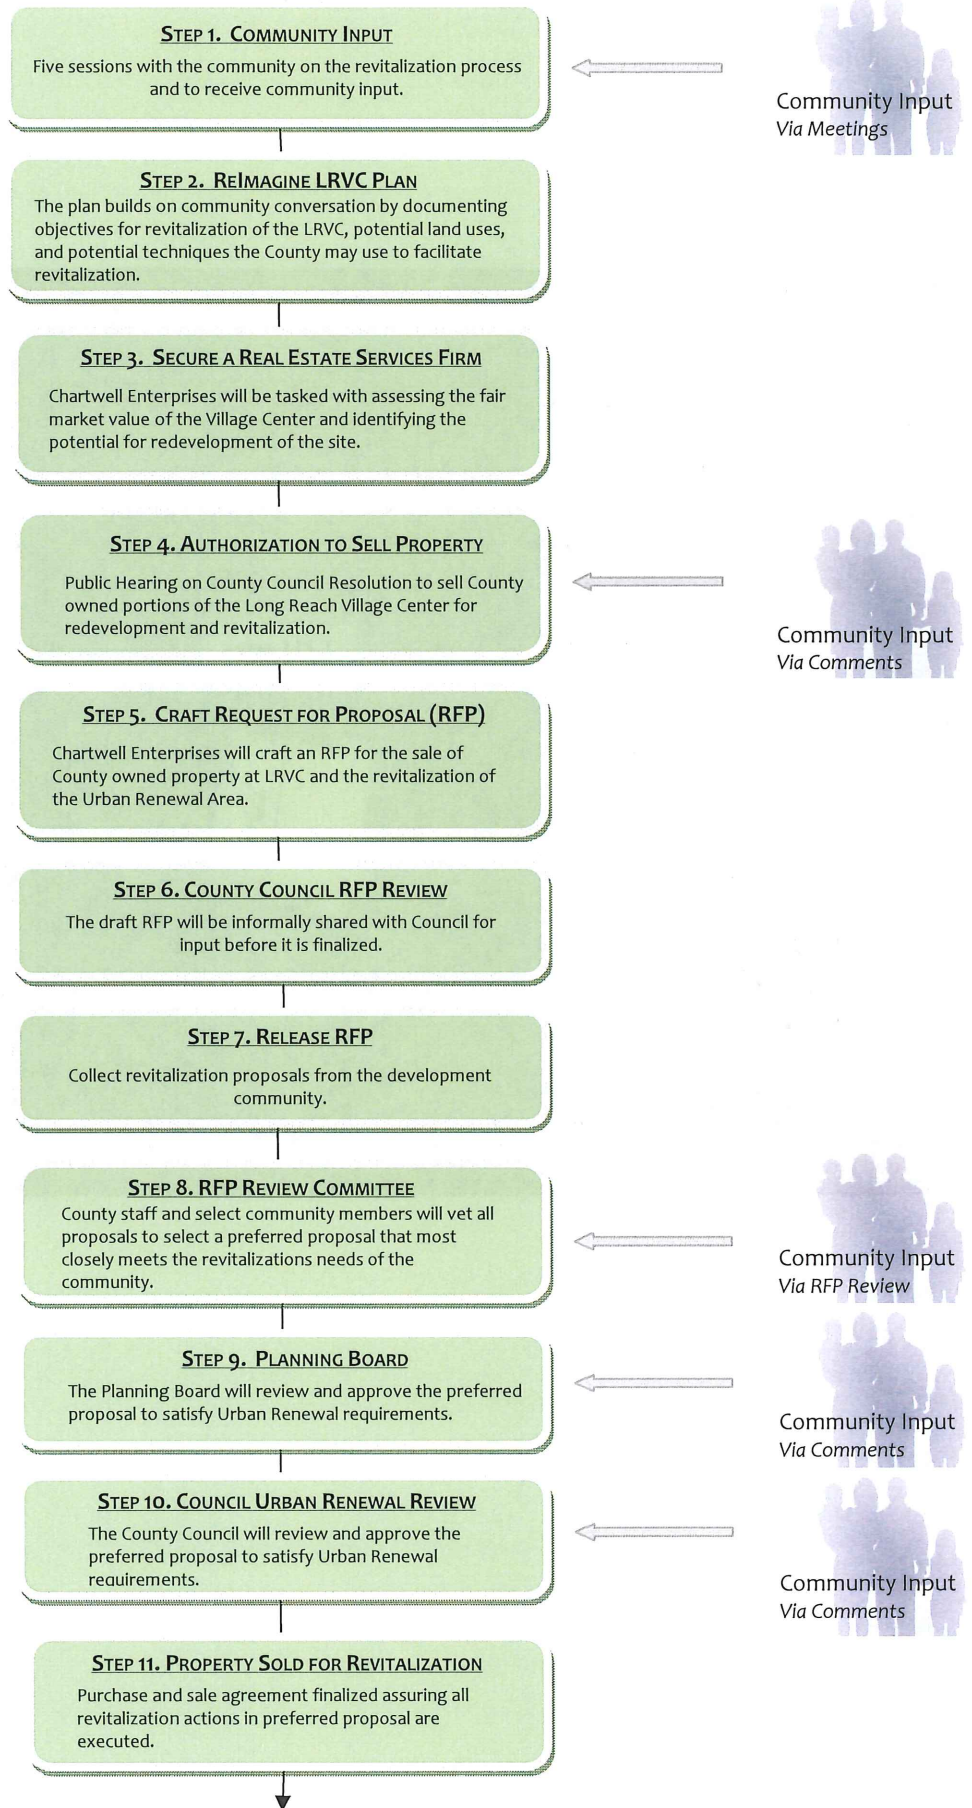 STEP 1. COMMUNITY INPUT
Five sessions with the community on the revitalization process
and to receive community input.
Community Input
Via Meetings
STEP 2. REIMAGINE LRVC PLAN
The plan builds on community conversation by documenting
objectives for revitalization of the LRVC, potential land uses,
and potential techniques the County may use to facilitate
revitalization.
STEP 3. SECURE A REAL ESTATE SERVICES FIRM
Chartwell Enterprises will be tasked with assessing the fair
market value of the Village Center and identifying the
potential for redevelopment of the site.
STEP 4. AUTHORIZATION TO SELL PROPERTY
Public Hearing on County Council Resolution to sell County
owned portions of the Long Reach Village Center for
redevelopment and revitalization.
Community Input
Via Comments
STEP 5. CRAFT REQUEST FOR PROPOSAL (RFP)
Chartwell Enterprises will craft an RFP for the sale of
County owned property at LRVC and the revitalization of
the Urban Renewal Area.
STEP 6. COUNTY COUNCIL RFP REVIEW
The draft RFP will be informally shared with Council for
input before it is finalized.
STEP 7. RELEASE RFP
Collect revitalization proposals from the development
community.
STEP 8. RFP REVIEW COMMITTEE
County staff and select community members will vet all
proposals to select a preferred proposal that most
closely meets the revitalizations needs of the
community.
Community Input
Via RFP Review
STEP 9. PLANNING BOARD
The Planning Board will review and approve the preferred
proposal to satisfy Urban Renewal requirements.
Community Input
Via Comments
STEP 10. COUNCIL URBAN RENEWAL REVIEW
The County Council will review and approve the
preferred proposal to satisfy Urban Renewal
requirements.
Community Input
Via Comments
STEP 11. PROPERTY SOLD FOR REVITALIZATION
Purchase and sale agreement finalized assuring all
revitalization actions in preferred proposal are
executed.